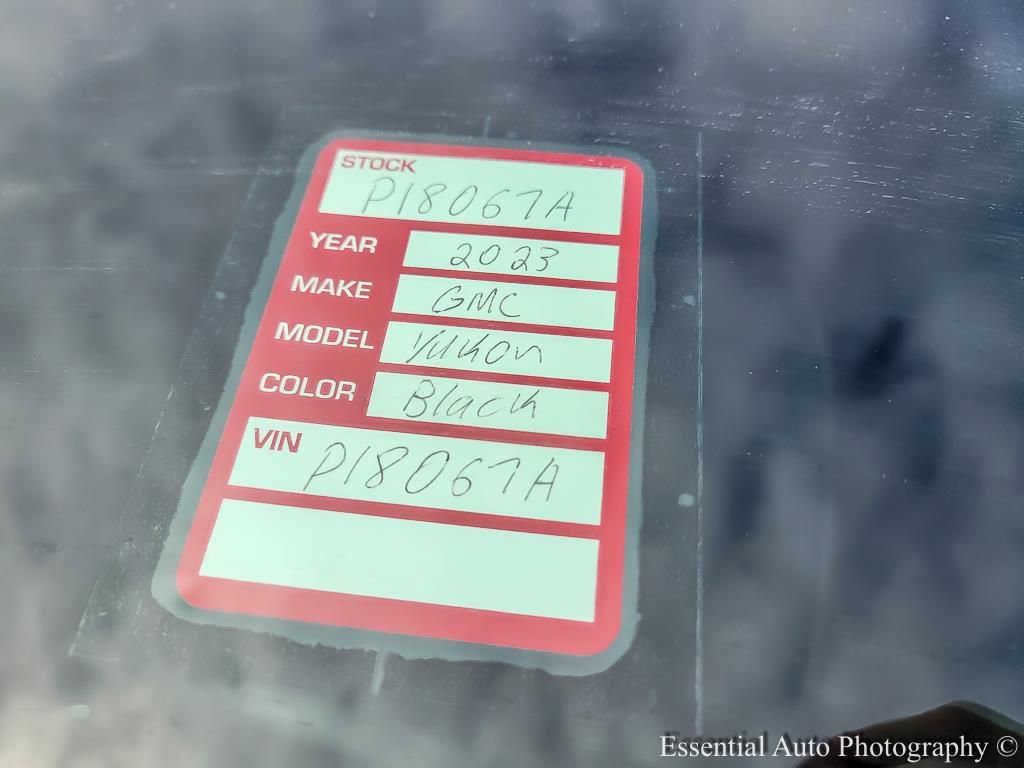 STOCK
P18067A
YEAR 2023
MAKE GMC
MODEL Yukon
COLOR Black
VIN
P18067A
Essential Auto Photography ©